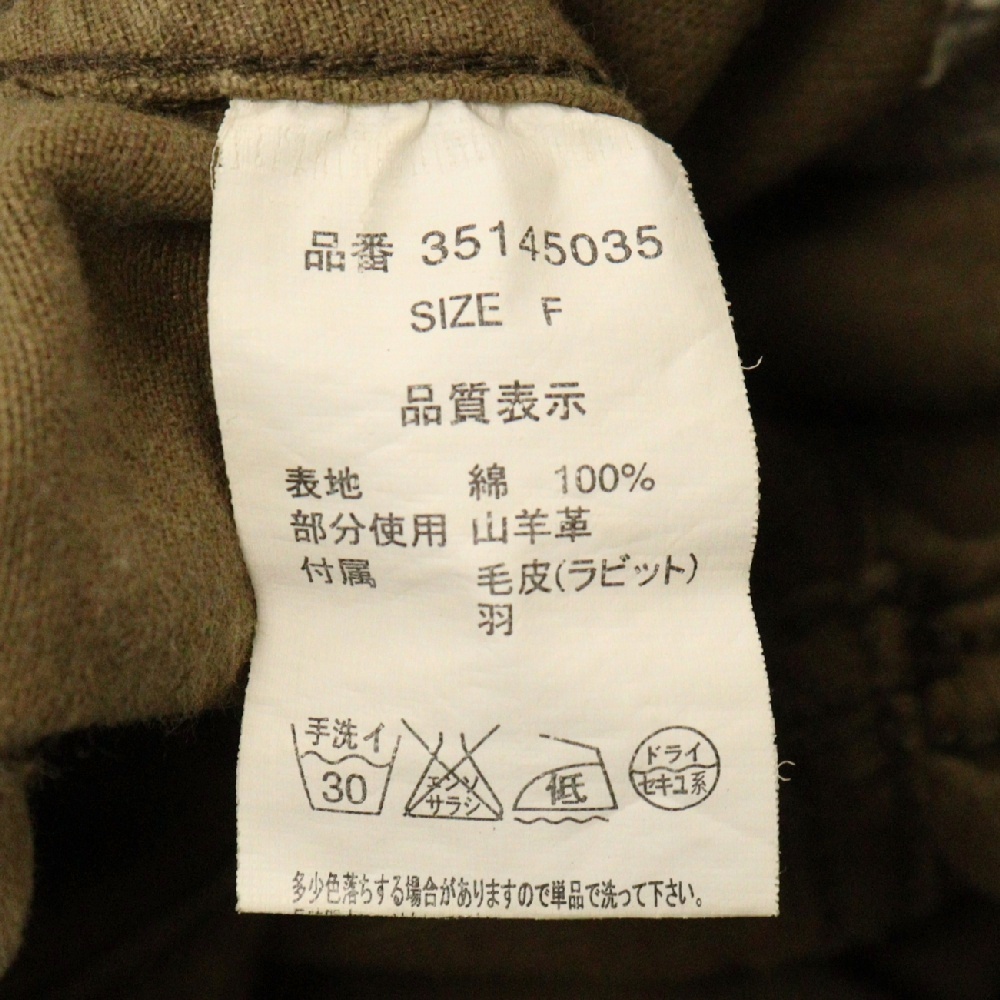 品番 35145035
SIZE F
品質表示
表地 綿 100%
部分使用 山羊革
付属 毛皮(ラビット)
羽
手洗イ
30
エンソ
サラシ
低
ドライ
セキユ系
多少色落ちする場合がありますので単品で洗って下さい。